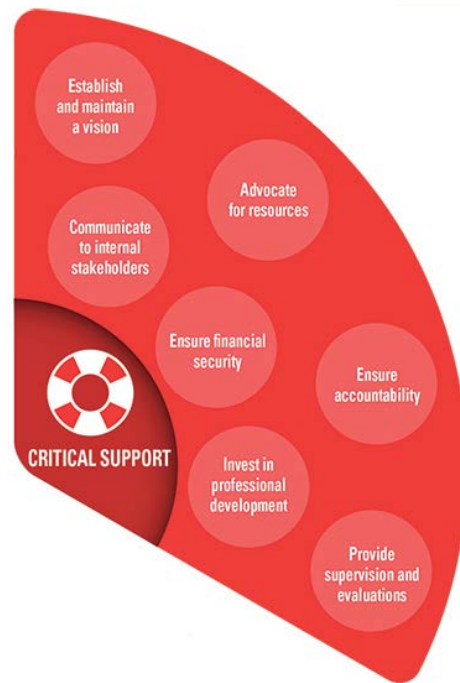 Establish
and maintain
a vision
Advocate
for resources
Communicate
to internal
stakeholders
Ensure financial
security
Ensure
accountability
CRITICAL SUPPORT
Invest in
professional
development
Provide
supervision and
evaluations